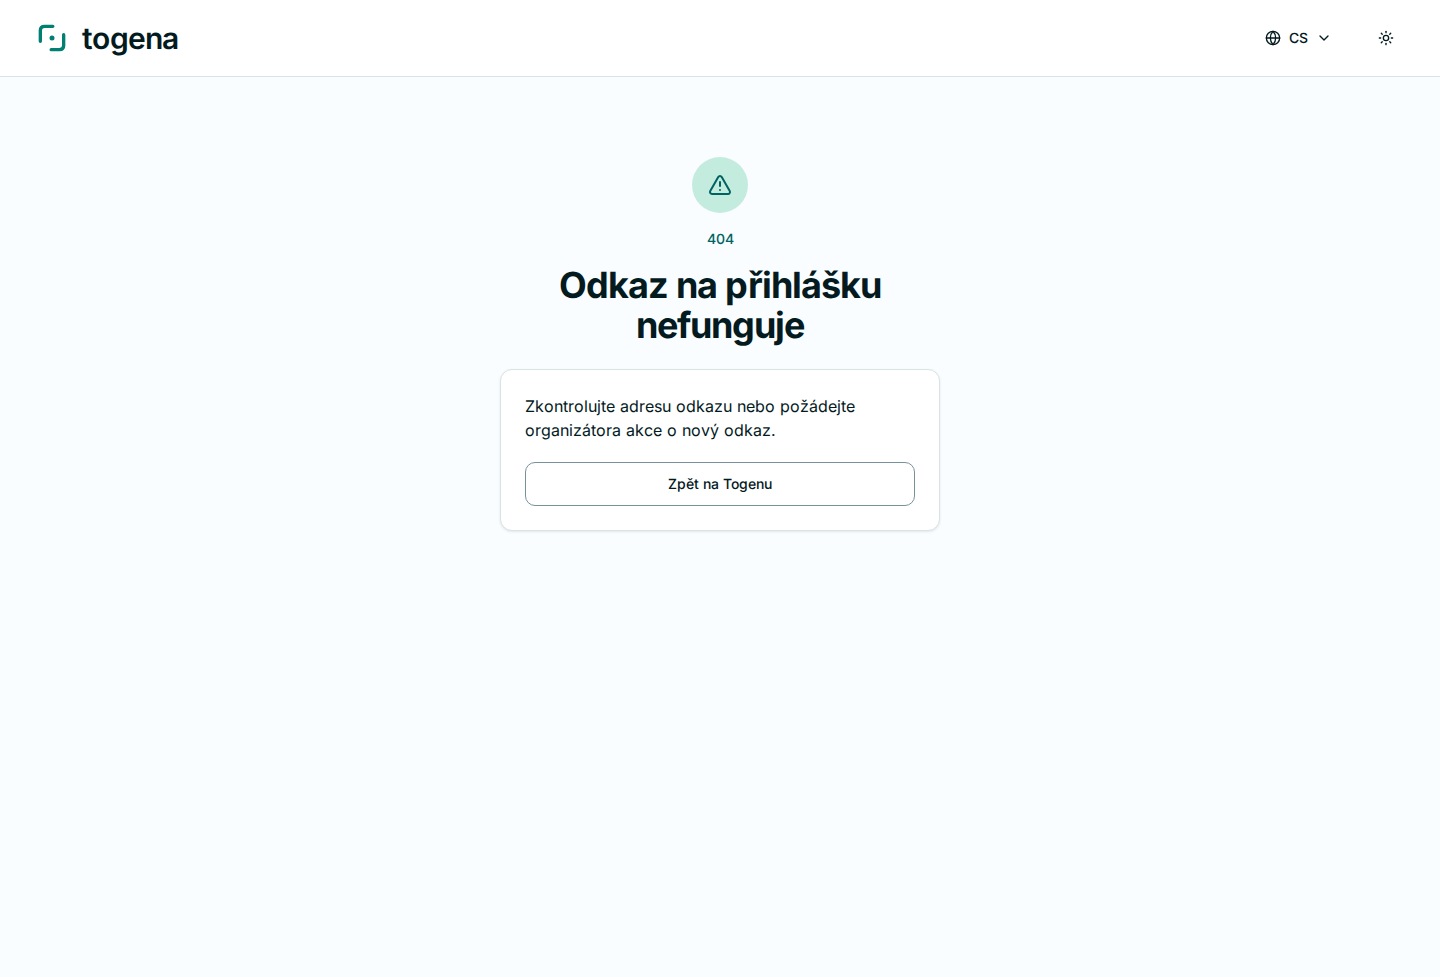 togena
CS
404
Odkaz na přihlášku
nefunguje
Zkontrolujte adresu odkazu nebo požádejte
organizátora akce o nový odkaz.
Zpět na Togenu